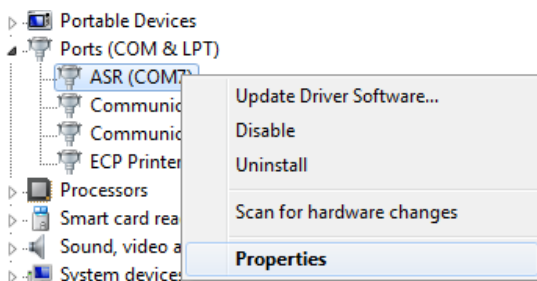 Portable Devices
Ports (COM & LPT)
ASR (COM7)
Communic
Communic
ECP Printer
Processors
Smart card rea
Sound, video a
System devices
Update Driver Software...
Disable
Uninstall
Scan for hardware changes
Properties